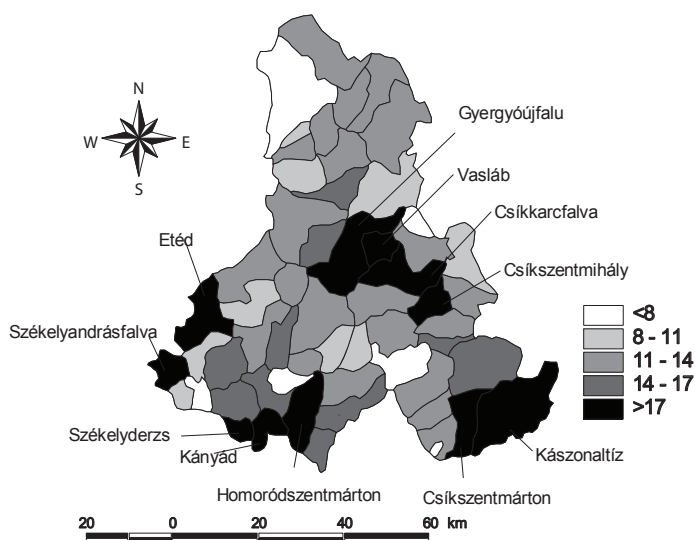 Gyergyóújfalu
N
W E
S
Vasláb
Csíkkarcfalva
Etéd
Csíkszentmihály
<8
8 - 11
11 - 14
14 - 17
>17
Székelyandrásfalva
Székelyderzs
Kányád
Kászonaltíz
Homoródszentmárton
Csíkszentmárton
20 0 20 40 60 km